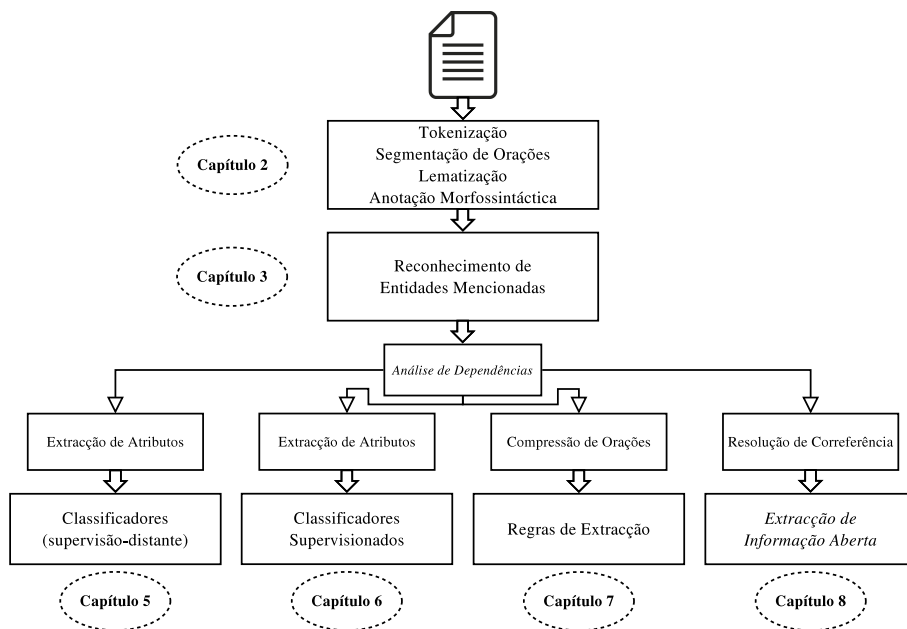 Tokenização
Segmentação de Orações
Lematização
Anotação Morfossintáctica
Capítulo 2
Reconhecimento de
Entidades Mencionadas
Capítulo 3
Análise de Dependências
Extracção de Atributos
Extracção de Atributos
Compressão de Orações
Resolução de Correferência
Classificadores
(supervisão-distante)
Classificadores
Supervisionados
Regras de Extracção
Extracção de
Informação Aberta
Capítulo 5
Capítulo 6
Capítulo 7
Capítulo 8